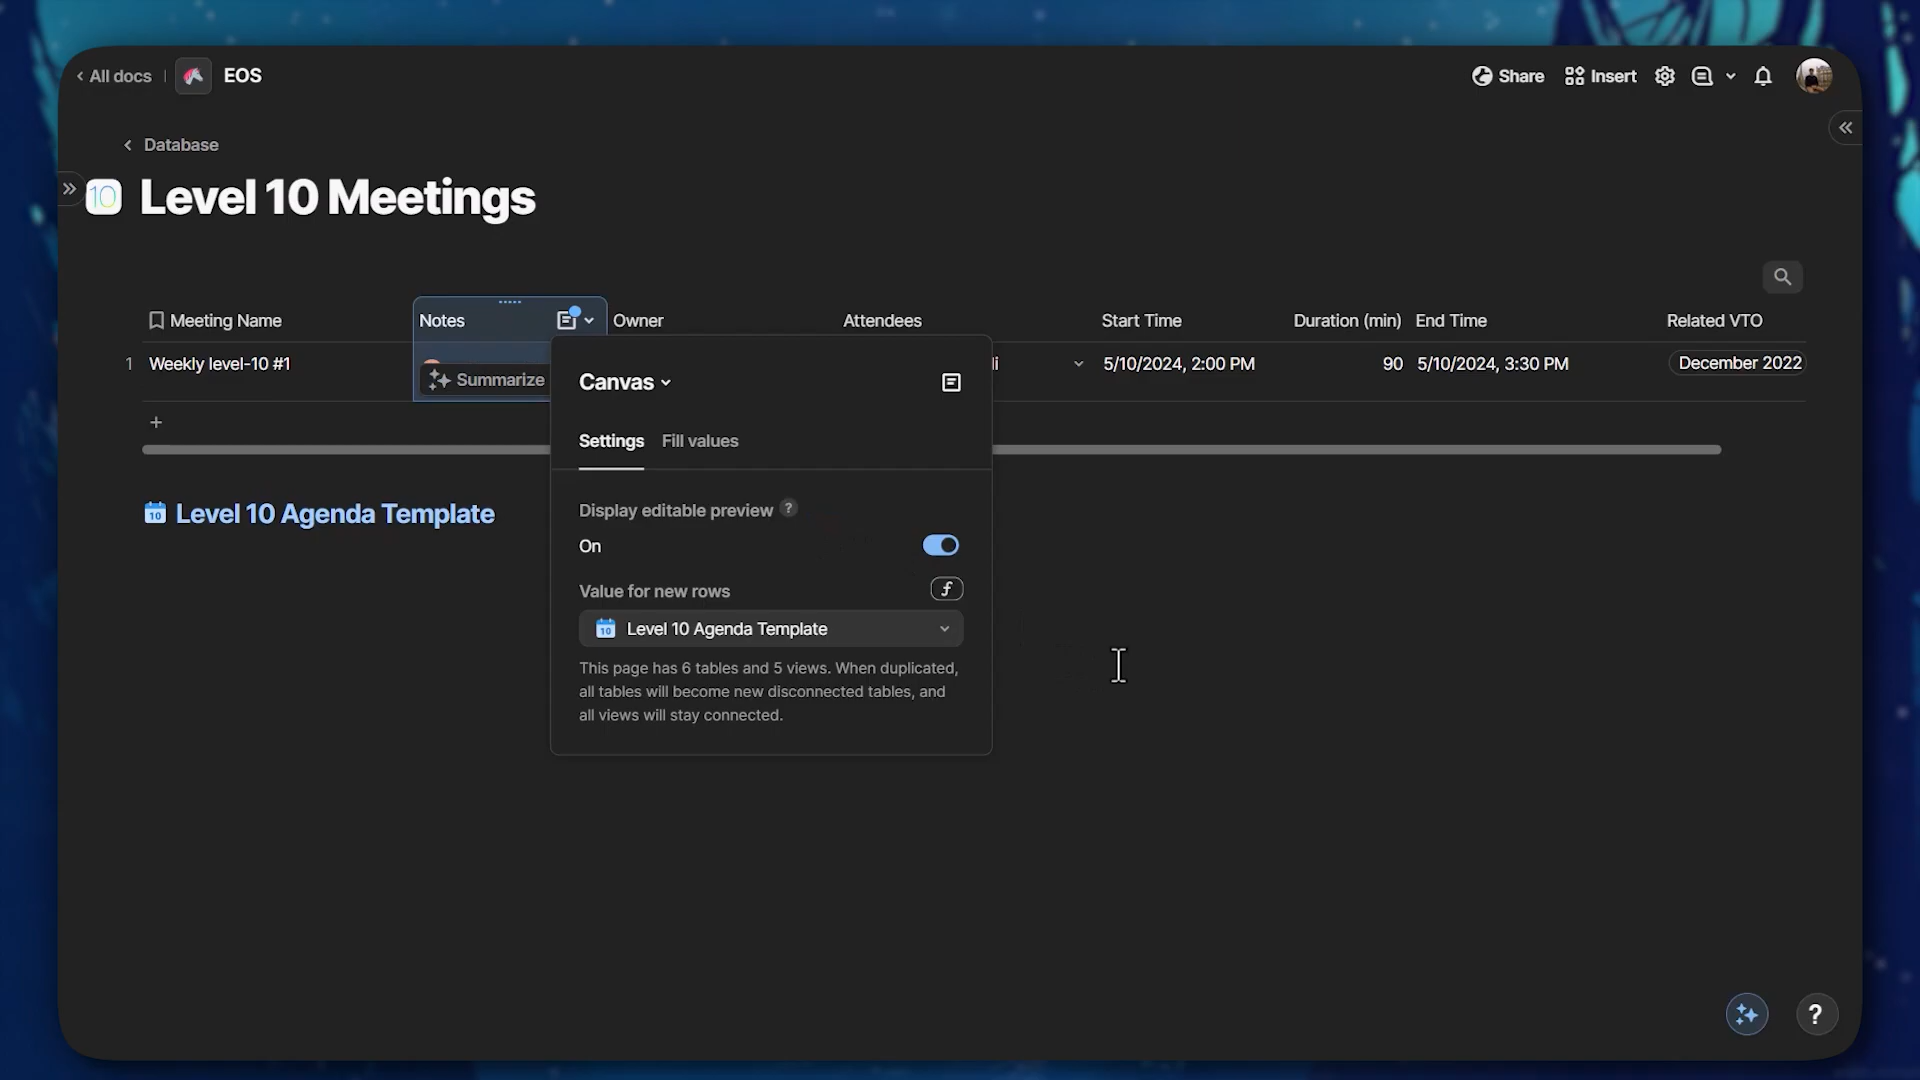 All docs
EOS
Share
Insert
Database
10
Level 10 Meetings
Meeting Name
Notes
Owner
Attendees
Start Time
Duration (min)
End Time
Related VTO
1
Weekly level-10 #1
Summarize
li
5/10/2024, 2:00 PM
90
5/10/2024, 3:30 PM
December 2022
+
10
Level 10 Agenda Template
Canvas
Settings
Fill values
Display editable preview ?
On
Value for new rows
f
10
Level 10 Agenda Template
This page has 6 tables and 5 views. When duplicated,
all tables will become new disconnected tables, and
all views will stay connected.
?